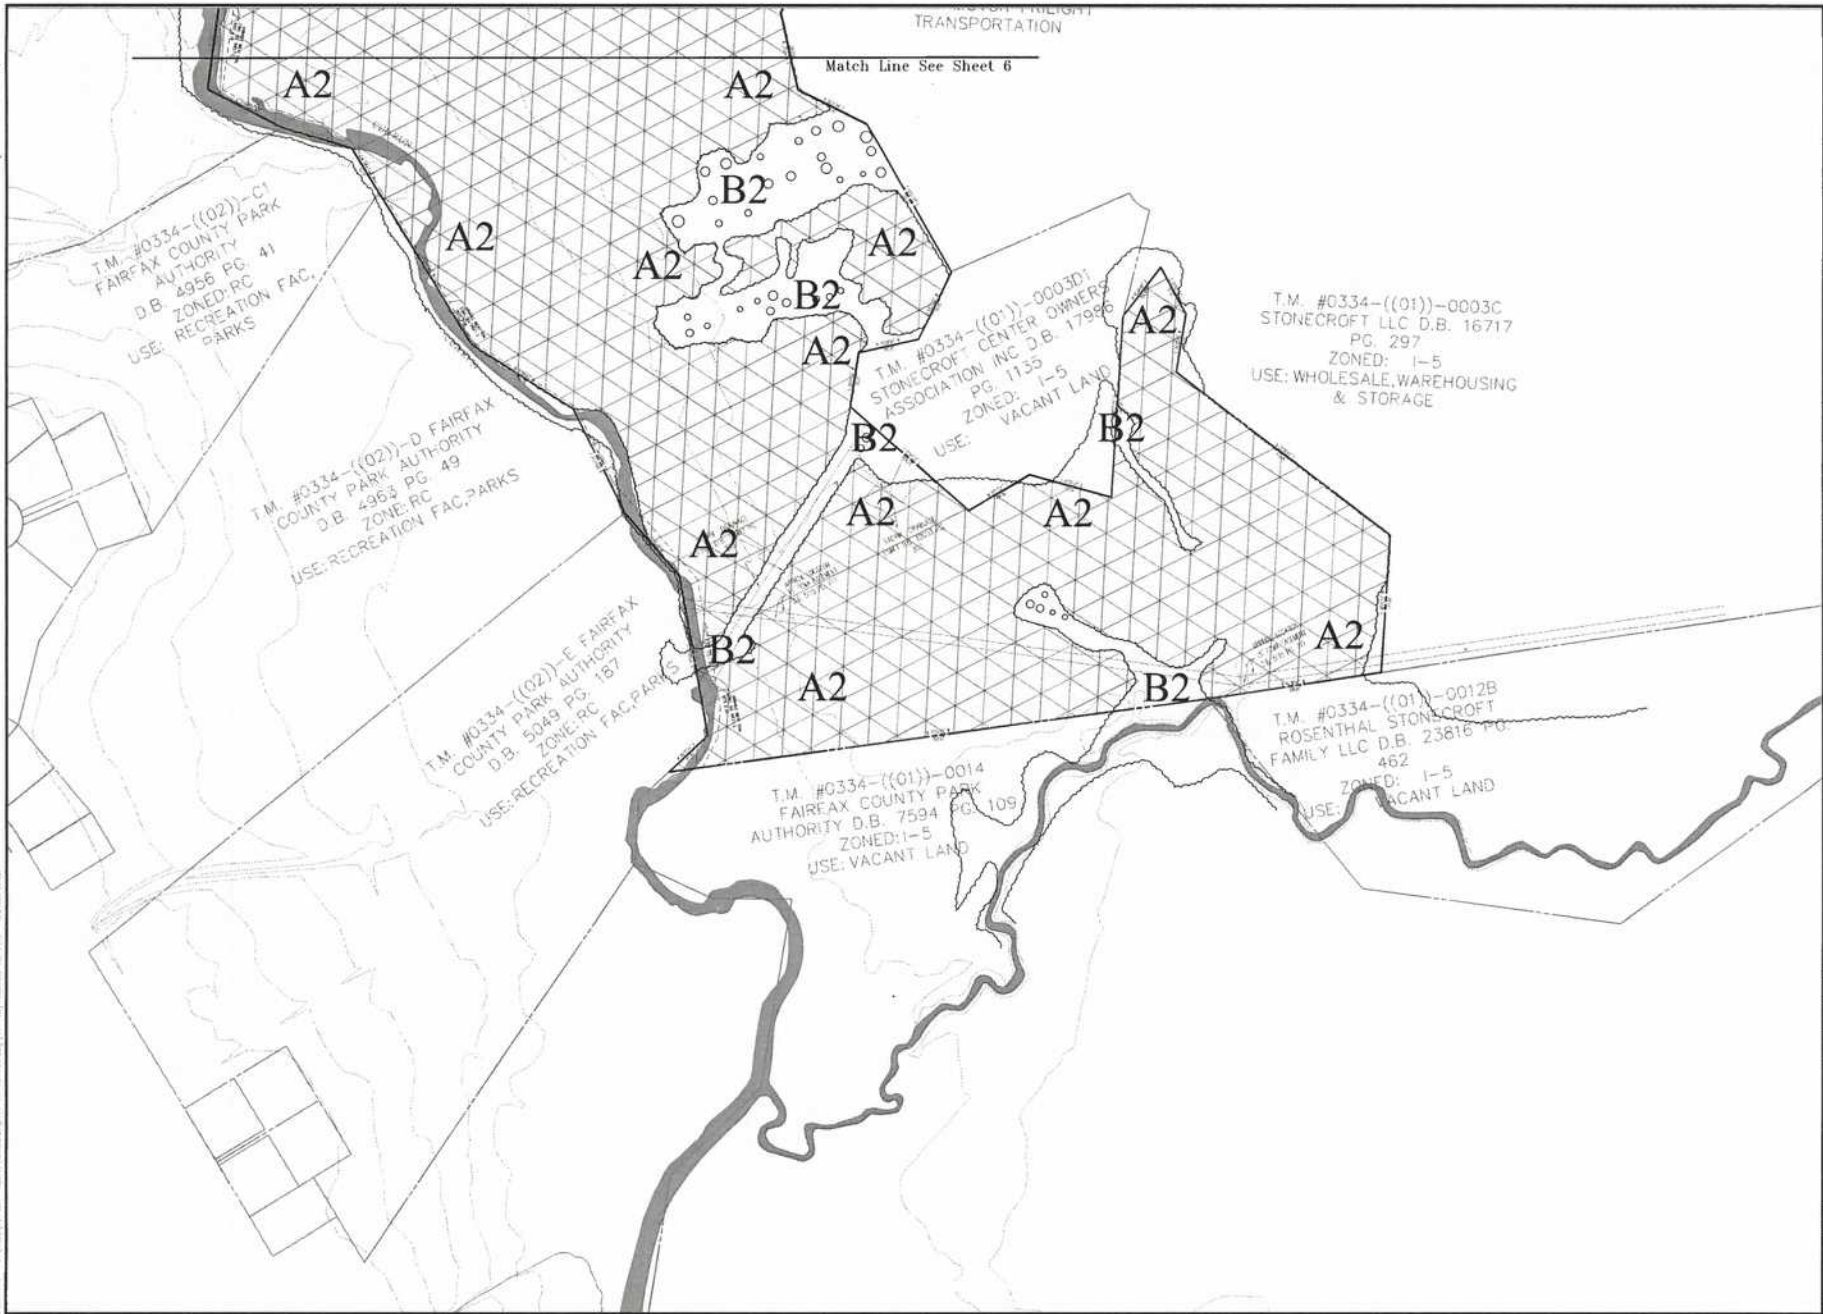 TRANSPORTATION
Match Line See Sheet 6
A2
A2
B2
A2
A2
A2
B2
A2
A2
B2
B2
A2
A2
A2
A2
B2
A2
B2
T.M. #0334-((02))-C1
FAIRFAX COUNTY PARK
AUTHORITY
D.B. 4956 PG. 41
ZONED:RC
USE: RECREATION FAC,
PARKS
T.M. #0334-((01))-0003D1
STONECROFT CENTER OWNERS
ASSOCIATION INC D.B. 17986
PG. 1135
ZONED: I-5
USE: VACANT LAND
T.M. #0334-((01))-0003C
STONECROFT LLC D.B. 16717
PG. 297
ZONED: I-5
USE: WHOLESALE,WAREHOUSING
& STORAGE
T.M. #0334-((02))-D FAIRFAX
COUNTY PARK AUTHORITY
D.B. 4963 PG. 49
ZONE:RC
USE:RECREATION FAC,PARKS
T.M. #0334-((02))-E FAIRFAX
COUNTY PARK AUTHORITY
D.B. 5049 PG. 187
ZONE:RC
USE:RECREATION FAC,PARKS
T.M. #0334-((01))-0014
FAIRFAX COUNTY PARK
AUTHORITY D.B. 7594 PG. 109
ZONED:I-5
USE: VACANT LAND
T.M. #0334-((01))-0012B
ROSENTHAL STONECROFT
FAMILY LLC D.B. 23816 PG.
462
ZONED: I-5
USE: VACANT LAND